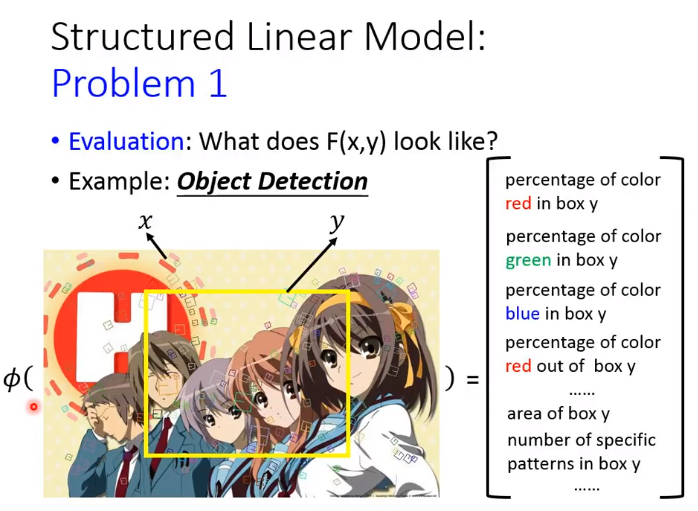 Structured Linear Model:
Problem 1
• Evaluation: What does F(x,y) look like?
• Example: Object Detection
x
y
H
ϕ( ) =
percentage of color
red in box y
percentage of color
green in box y
percentage of color
blue in box y
percentage of color
red out of box y
......
area of box y
number of specific
patterns in box y
......